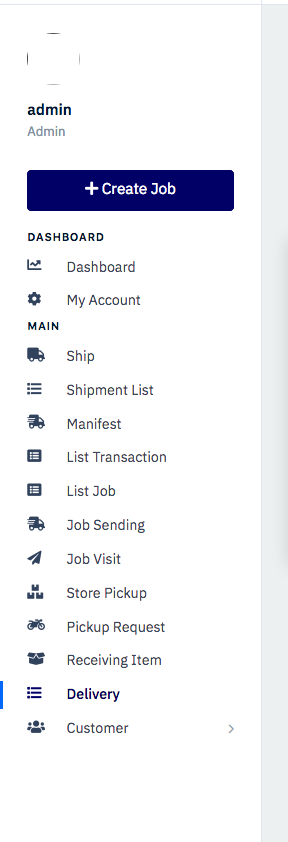 admin
Admin
Create Job
DASHBOARD
Dashboard
My Account
MAIN
Ship
Shipment List
Manifest
List Transaction
List Job
Job Sending
Job Visit
Store Pickup
Pickup Request
Receiving Item
Delivery
Customer